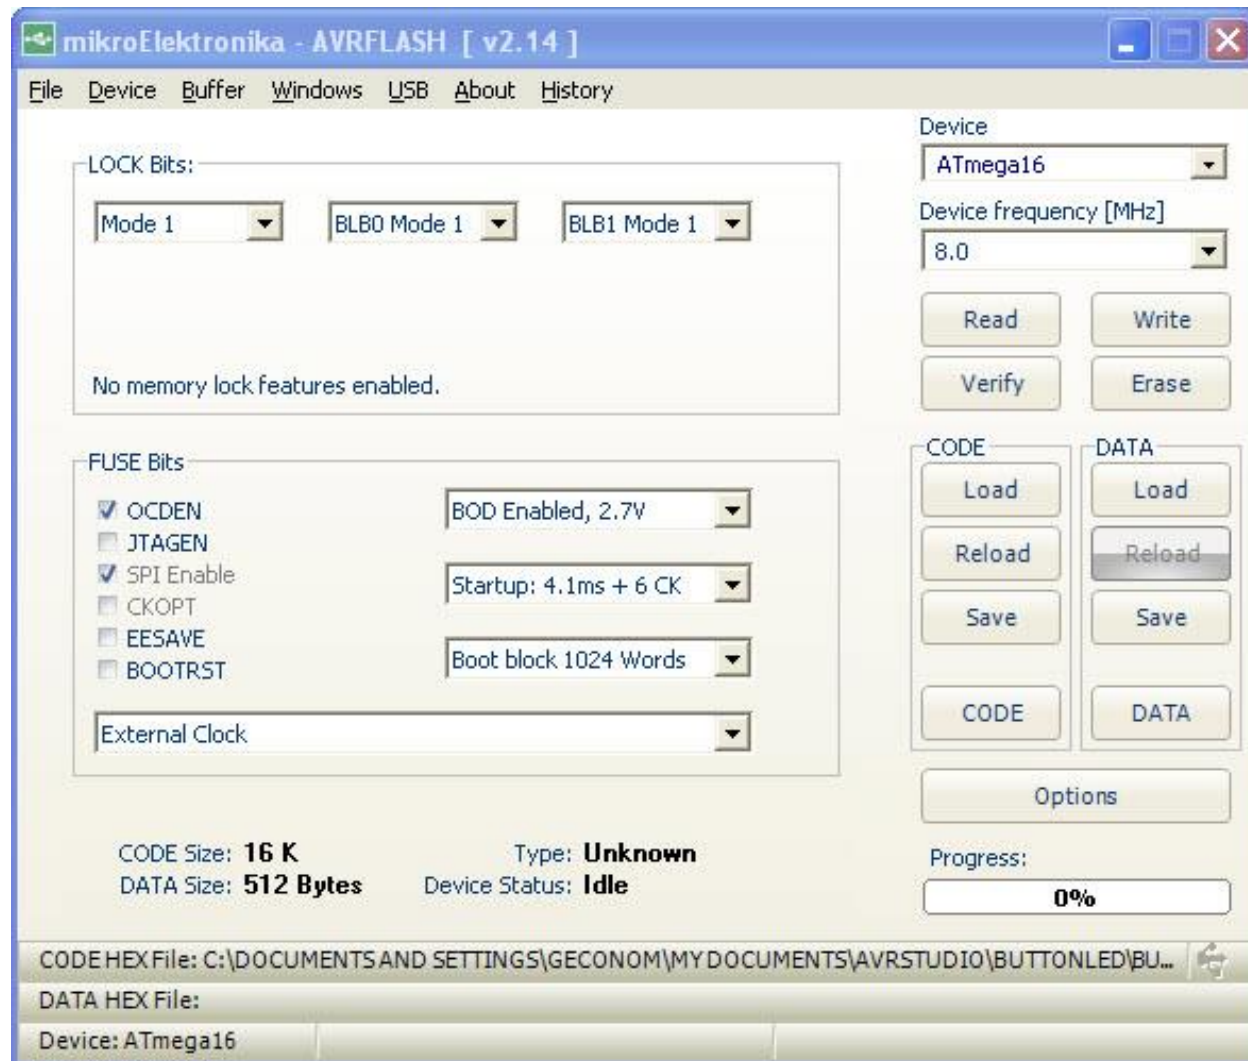 mikroElektronika - AVRFLASH [ v2.14 ]
File Device Buffer Windows USB About History
LOCK Bits:
Mode 1 BLB0 Mode 1 BLB1 Mode 1
No memory lock features enabled.
FUSE Bits
OCDEN
JTAGEN
SPI Enable
CKOPT
EESAVE
BOOTRST
BOD Enabled, 2.7V
Startup: 4.1ms + 6 CK
Boot block 1024 Words
External Clock
CODE Size: 16 K
DATA Size: 512 Bytes
Type: Unknown
Device Status: Idle
Device
ATmega16
Device frequency [MHz]
8.0
Read Write
Verify Erase
CODE
Load
Reload
Save
CODE
DATA
Load
Reload
Save
DATA
Options
Progress:
0%
CODE HEX File: C:\DOCUMENTS AND SETTINGS\GECONOM\MY DOCUMENTS\AVRSTUDIO\BUTTONLED\BU...
DATA HEX File:
Device: ATmega16